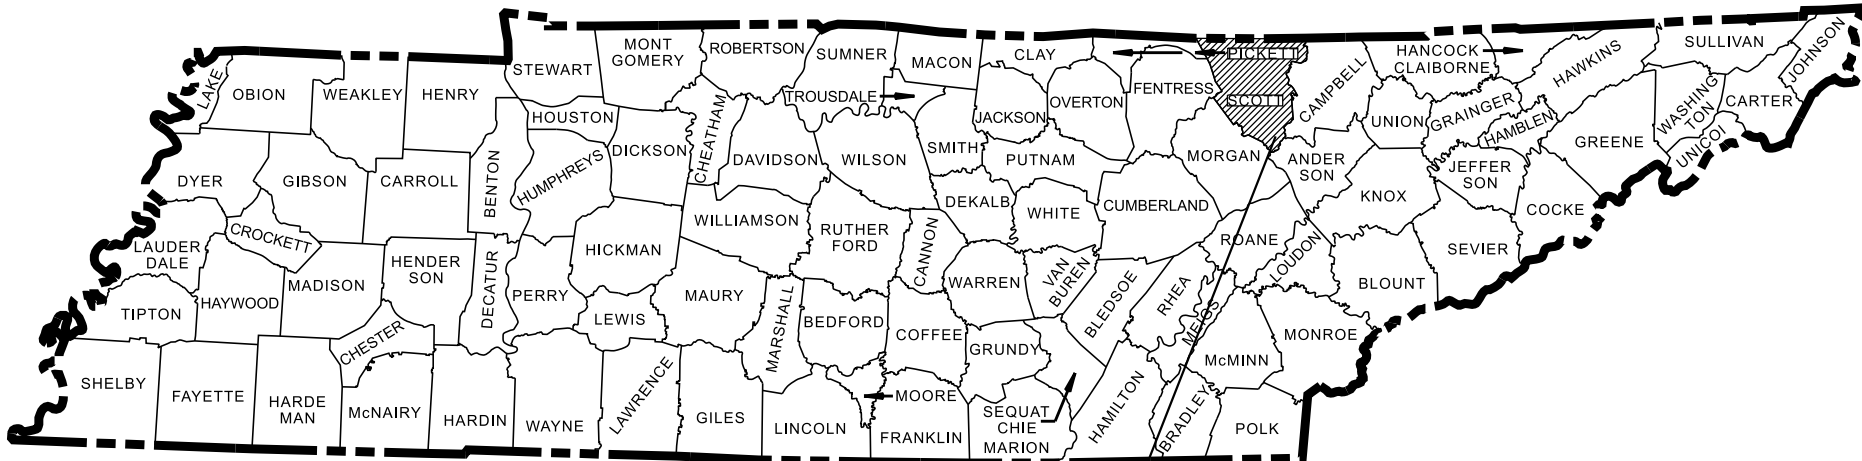 MONT
GOMERY
ROBERTSON
SUMNER
MACON
CLAY
PICKETT
HANCOCK
CLAIBORNE
HAWKINS
SULLIVAN
JOHNSON
STEWART
LAKE
OBION
WEAKLEY
HENRY
HOUSTON
CHEATHAM
TROUSDALE
JACKSON
OVERTON
FENTRESS
SCOTT
CAMPBELL
UNION
GRAINGER
HAMBLEN
GREENE
WASHING
TON
UNICOI
CARTER
DYER
GIBSON
CARROLL
BENTON
HUMPHREYS
DICKSON
DAVIDSON
WILSON
SMITH
PUTNAM
MORGAN
ANDER
SON
KNOX
JEFFER
SON
COCKE
SEVIER
LAUDER
DALE
CROCKETT
MADISON
HENDER
SON
DECATUR
PERRY
HICKMAN
WILLIAMSON
RUTHER
FORD
CANNON
DEKALB
WHITE
CUMBERLAND
ROANE
LOUDON
BLOUNT
TIPTON
HAYWOOD
CHESTER
LEWIS
MAURY
MARSHALL
BEDFORD
COFFEE
WARREN
VAN
BUREN
BLEDSOE
RHEA
MEIGS
McMINN
MONROE
SHELBY
FAYETTE
HARDE
MAN
McNAIRY
HARDIN
WAYNE
LAWRENCE
GILES
LINCOLN
MOORE
FRANKLIN
GRUNDY
SEQUAT
CHIE
MARION
HAMILTON
BRADLEY
POLK